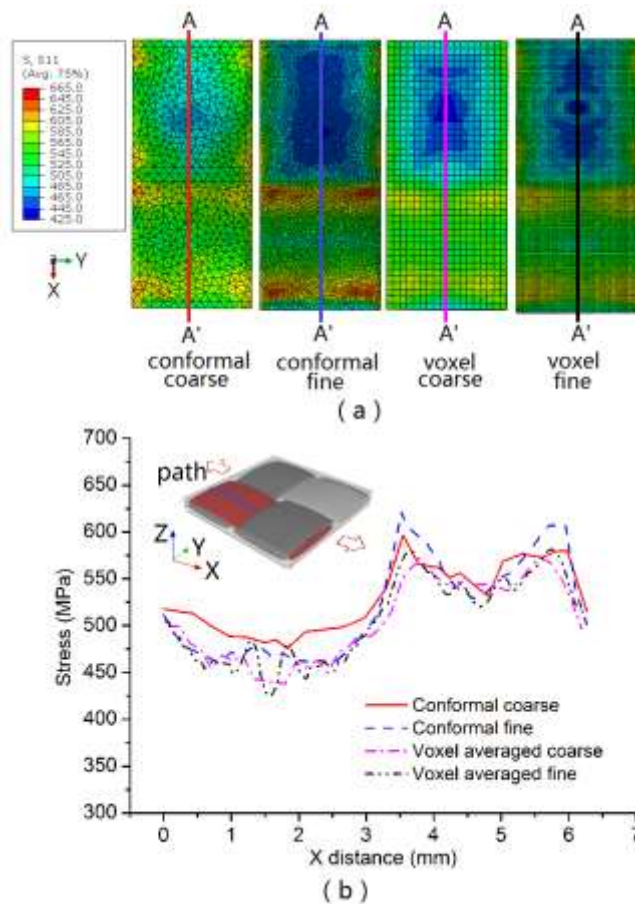 A A A A
S, S11
(Avg: 75%)
665.0
645.0
625.0
605.0
585.0
565.0
545.0
525.0
505.0
485.0
465.0
445.0
425.0
Y
X
A' A' A' A'
conformal coarse
conformal fine
voxel coarse
voxel fine
( a )
700
650
600
550
500
450
400
350
300
Stress (MPa)
path
Z
Y
X
Conformal coarse
Conformal fine
Voxel averaged coarse
Voxel averaged fine
0 1 2 3 4 5 6 7
X distance (mm)
( b )